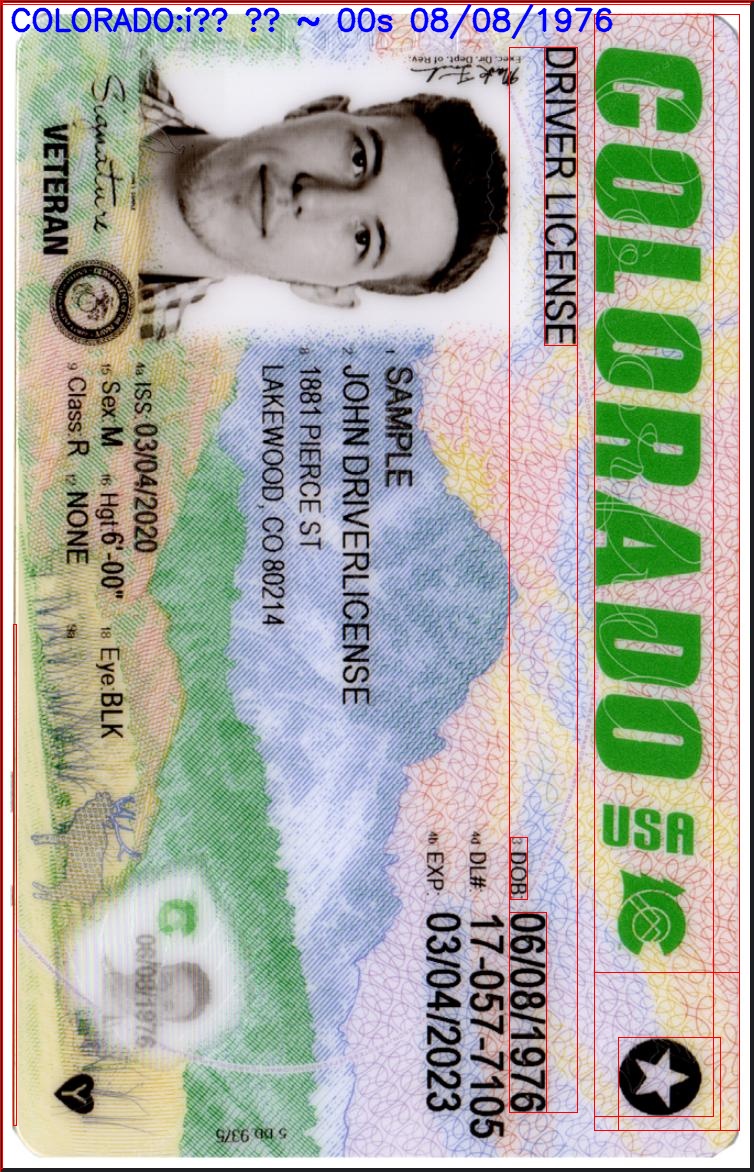 COLORADO:i?? ?? ~ 00s 08/08/1976
COLORADO
USA
DRIVER LICENSE
3 DOB: 06/08/1976
4d DL#: 17-057-7105
4b EXP: 03/04/2023
Exec. Dir. Dept. of Rev.
1 SAMPLE
2 JOHN DRIVERLICENSE
8 1881 PIERCE ST
LAKEWOOD, CO 80214
4a ISS: 03/04/2020
15 Sex:M 16 Hgt:6'-00" 18 Eye:BLK
9 Class:R 12 NONE 9a
Signature
VETERAN
G
06/08/1976
Y
5 DD 9375